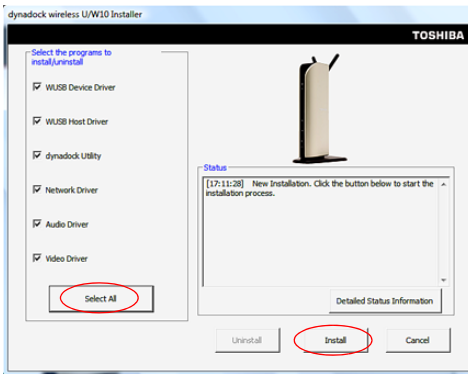 dynadock wireless U/W10 Installer
TOSHIBA
Select the programs to
install/uninstall
WUSB Device Driver
WUSB Host Driver
dynadock Utility
Network Driver
Audio Driver
Video Driver
Select All
Status
[17:11:28] New Installation. Click the button below to start the
installation process.
Detailed Status Information
Uninstall
Install
Cancel